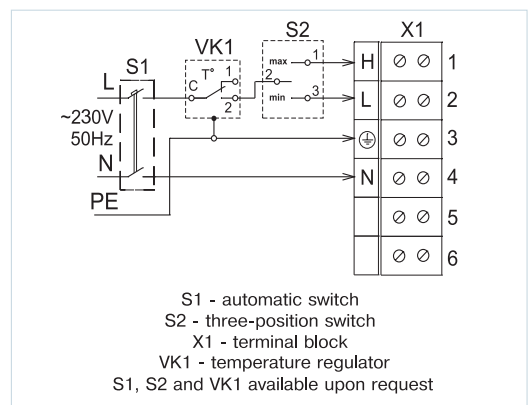 S1
VK1
S2
X1
L
~230V
50Hz
N
PE
C
T°
1
2
max
1
2
min
3
H
1
L
2
3
N
4
5
6
S1 - automatic switch
S2 - three-position switch
X1 - terminal block
VK1 - temperature regulator
S1, S2 and VK1 available upon request